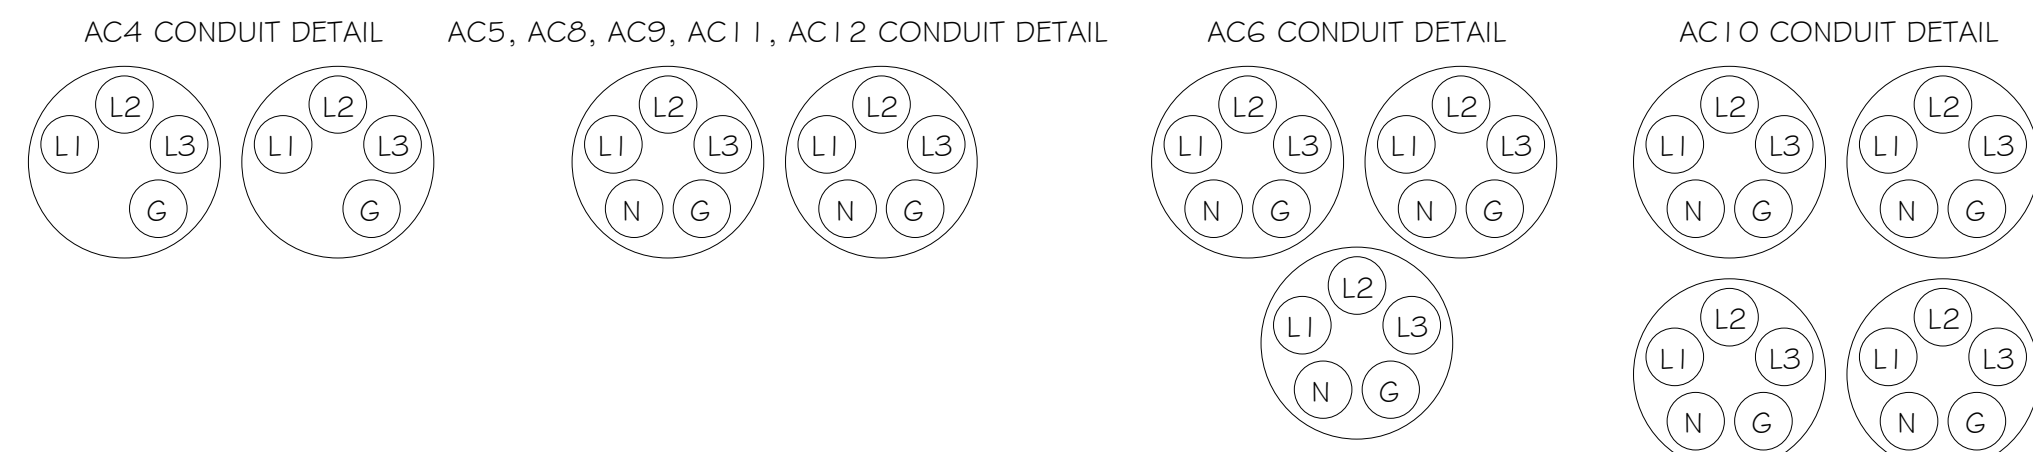 AC4 CONDUIT DETAIL
L2
L1 L3
G
L2
L1 L3
G
AC5, AC8, AC9, AC11, AC12 CONDUIT DETAIL
L2
L1 L3
N G
L2
L1 L3
N G
AC6 CONDUIT DETAIL
L2
L1 L3
N G
L2
L1 L3
N G
L2
L1 L3
N G
AC10 CONDUIT DETAIL
L2
L1 L3
N G
L2
L1 L3
N G
L2
L1 L3
N G
L2
L1 L3
N G